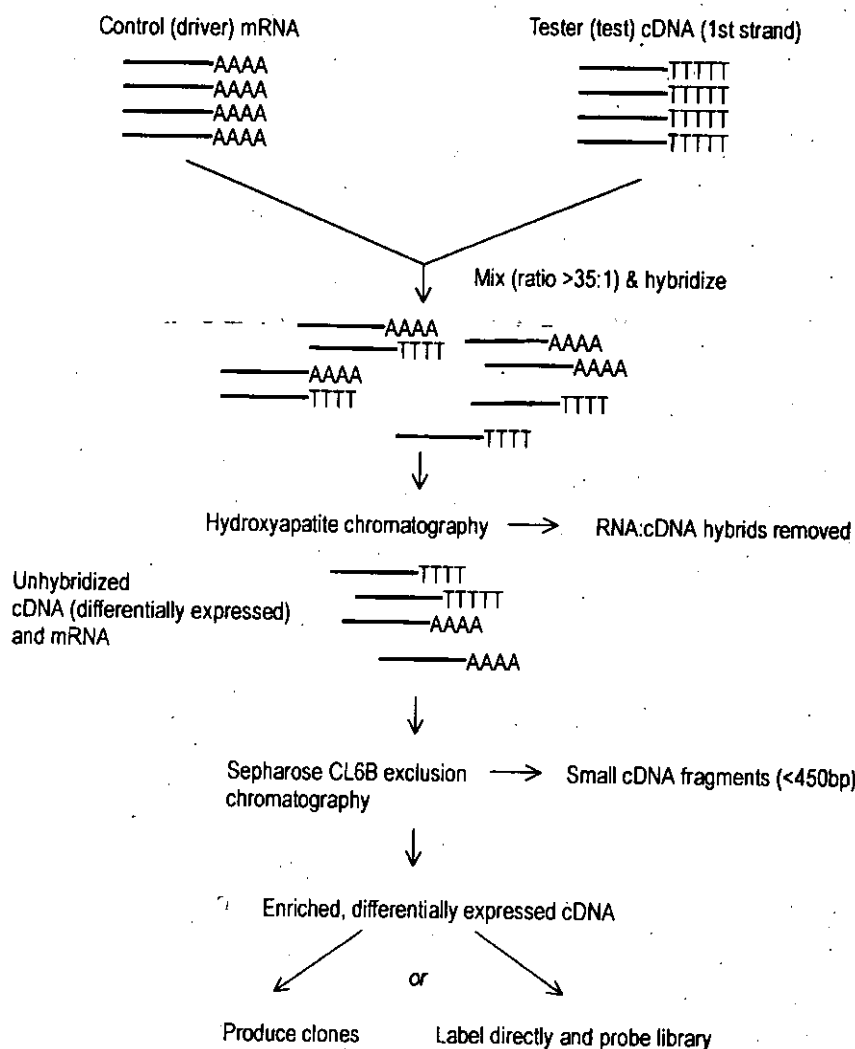 Control (driver) mRNA
Tester (test) cDNA (1st strand)
AAAA
AAAA
AAAA
AAAA
TTTTT
TTTTT
TTTTT
TTTTT
Mix (ratio >35:1) & hybridize
AAAA
TTTT
AAAA
TTTT
AAAA
AAAA
TTTT
TTTT
Hydroxyapatite chromatography
RNA:cDNA hybrids removed
Unhybridized
cDNA (differentially expressed)
and mRNA
TTTT
TTTTT
AAAA
AAAA
Sepharose CL6B exclusion
chromatography
Small cDNA fragments (<450bp)
Enriched, differentially expressed cDNA
or
Produce clones
Label directly and probe library